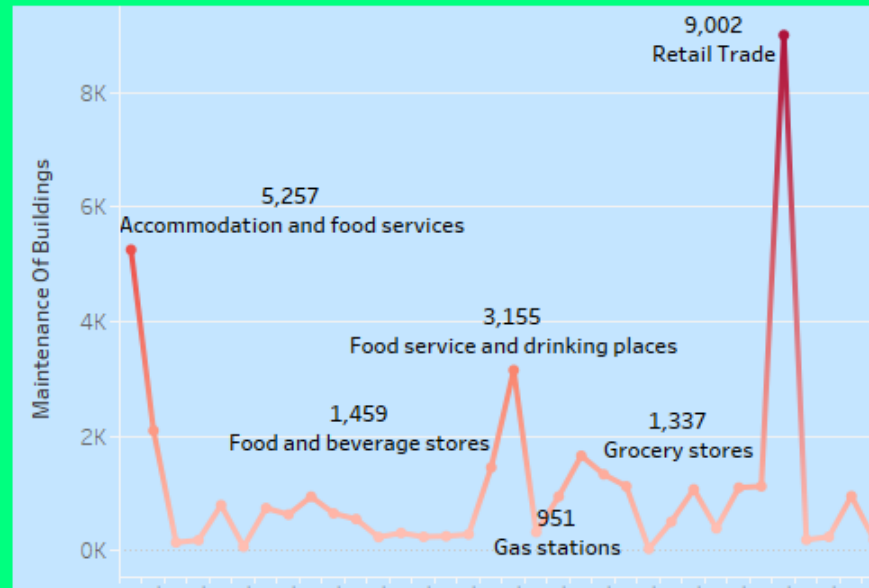 9,002
Retail Trade
8K
5,257
6K
Accommodation and food services
Maintenance Of Buildings
4K
3,155
Food service and drinking places
1,459
1,337
2K
Food and beverage stores
Grocery stores
951
0K
Gas stations